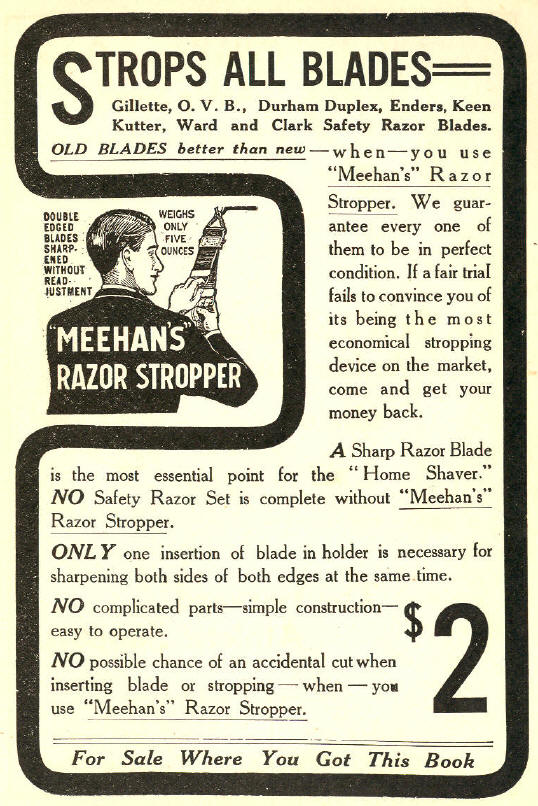 STROPS ALL BLADES
Gillette, O. V. B., Durham Duplex, Enders, Keen
Kutter, Ward and Clark Safety Razor Blades.
OLD BLADES better than new—when—you use
"Meehan's" Razor
Stropper. We guar-
antee every one of
them to be in perfect
condition. If a fair trial
fails to convince you of
its being the most
economical stropping
device on the market,
come and get your
money back.
DOUBLE
EDGED
BLADES
SHARP-
ENED
WITHOUT
READ-
JUSTMENT
WEIGHS
ONLY
FIVE
OUNCES
"MEEHAN'S"
RAZOR STROPPER
A Sharp Razor Blade
is the most essential point for the "Home Shaver."
NO Safety Razor Set is complete without "Meehan's"
Razor Stropper.
ONLY one insertion of blade in holder is necessary for
sharpening both sides of both edges at the same time.
NO complicated parts—simple construction—
easy to operate.
NO possible chance of an accidental cut when
inserting blade or stropping—when—you
use "Meehan's" Razor Stropper.
$2
For Sale Where You Got This Book